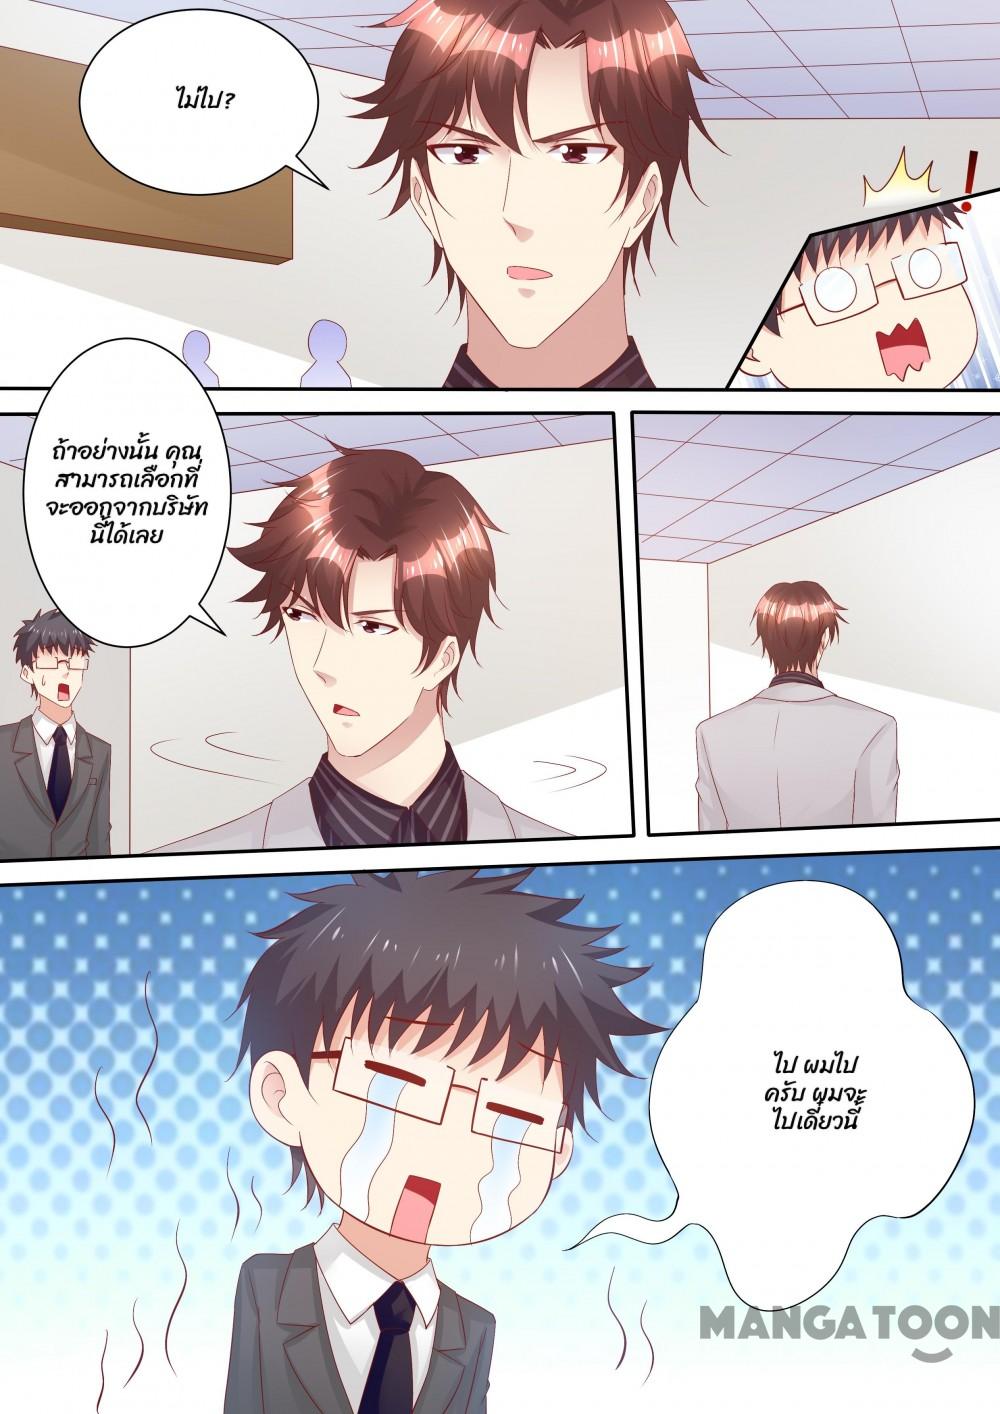 ไม่ไป?
!
ถ้าอย่างนั้น คุณ
สามารถเลือกที่
จะออกจากบริษัท
นี้ได้เลย
ไป ผมไป
ครับ ผมจะ
ไปเดี๋ยวนี้
MANGATOON